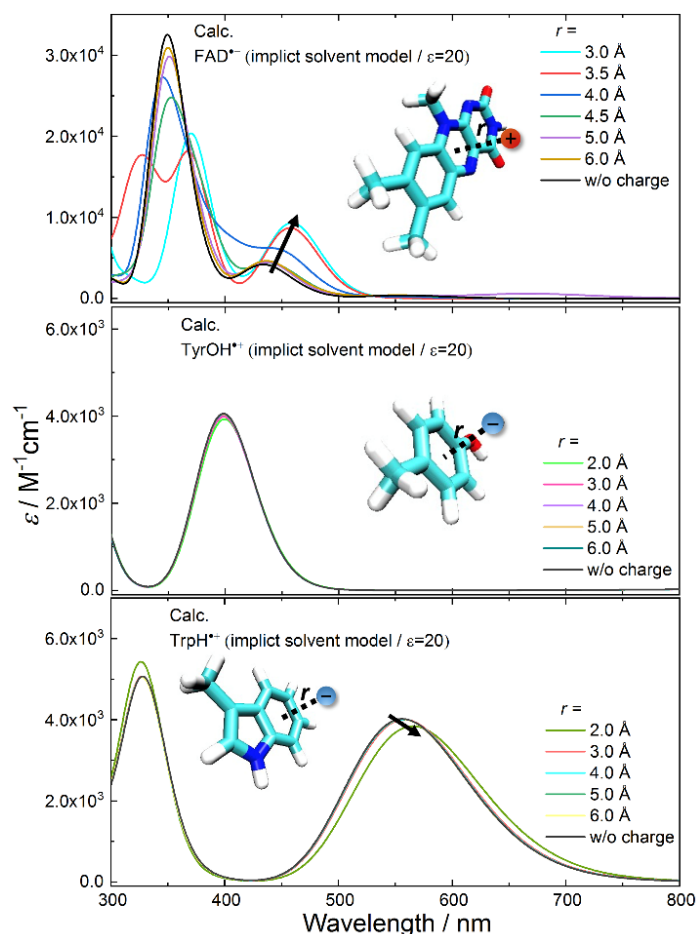 Calc.
FAD•− (implict solvent model / ε=20)
r =
3.0 Å
3.5 Å
4.0 Å
4.5 Å
5.0 Å
6.0 Å
w/o charge
r
+
3.0x10⁴
2.0x10⁴
1.0x10⁴
0.0
Calc.
TyrOH•+ (implict solvent model / ε=20)
r
−
r =
2.0 Å
3.0 Å
4.0 Å
5.0 Å
6.0 Å
w/o charge
6.0x10³
4.0x10³
2.0x10³
0.0
ε / M⁻¹cm⁻¹
Calc.
TrpH•+ (implict solvent model / ε=20)
r
−
r =
2.0 Å
3.0 Å
4.0 Å
5.0 Å
6.0 Å
w/o charge
6.0x10³
4.0x10³
2.0x10³
0.0
300 400 500 600 700 800
Wavelength / nm